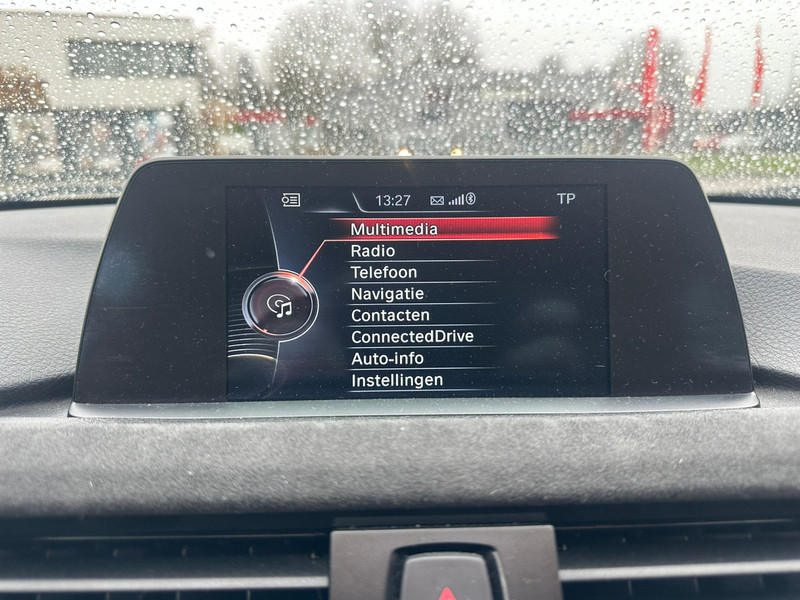 13:27 TP
Multimedia
Radio
Telefoon
Navigatie
Contacten
ConnectedDrive
Auto-info
Instellingen